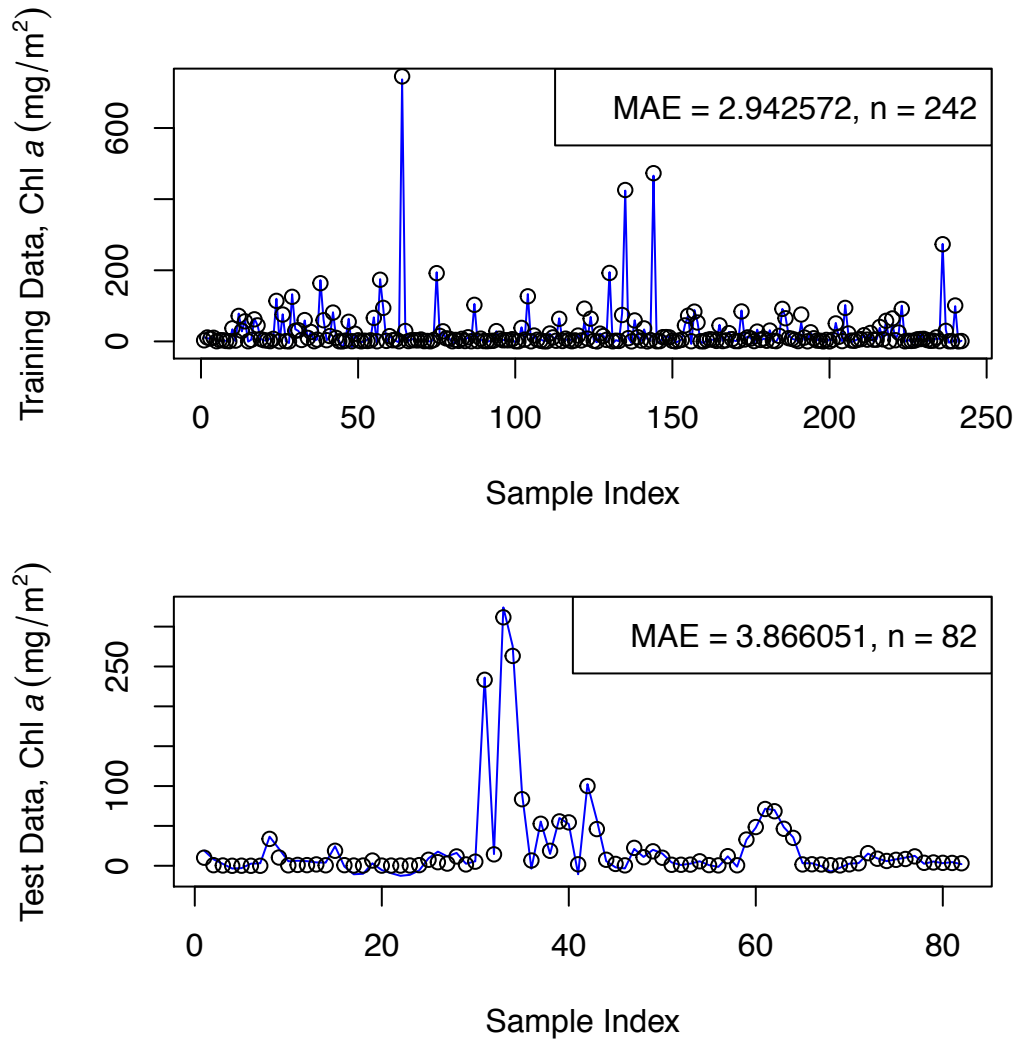 Training Data, Chl a (mg/m²)
600
200
0
MAE = 2.942572, n = 242
0 50 100 150 200 250
Sample Index
Test Data, Chl a (mg/m²)
250
100
0
MAE = 3.866051, n = 82
0 20 40 60 80
Sample Index